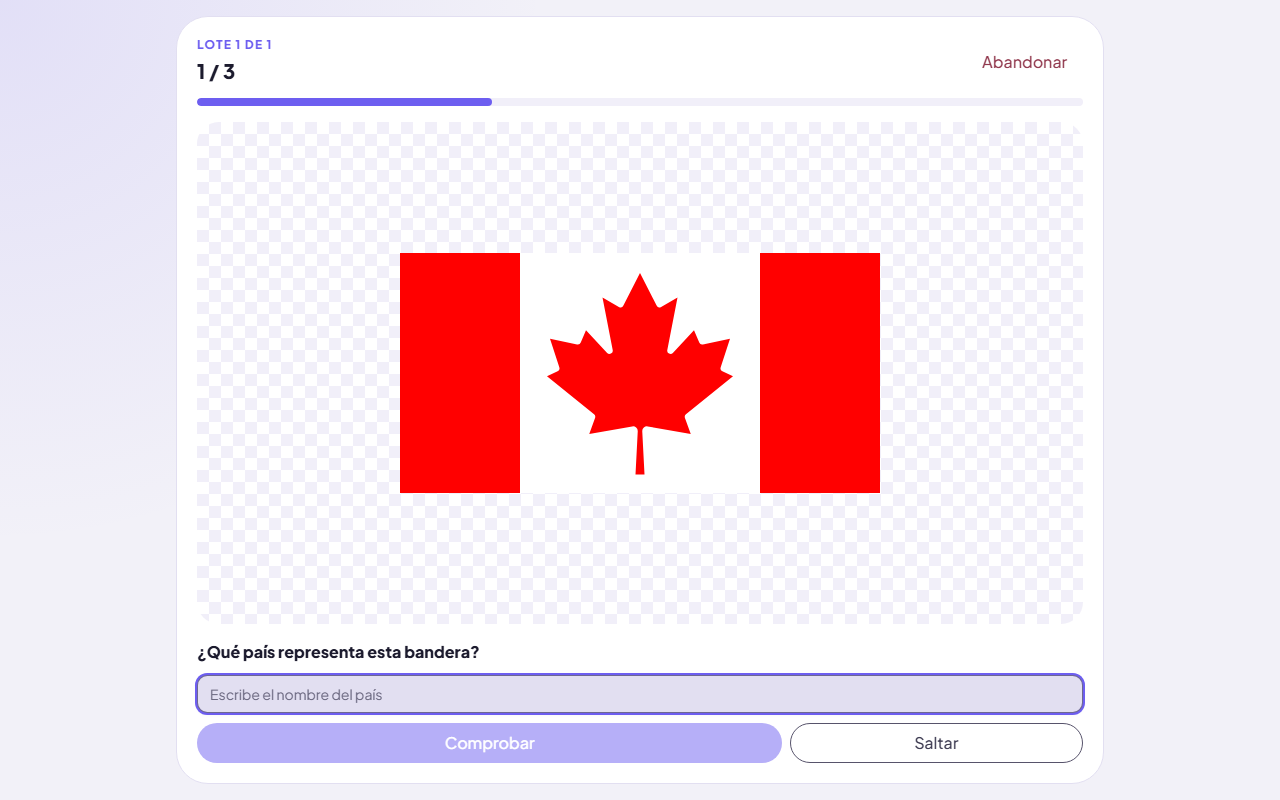 LOTE 1 DE 1
1 / 3
Abandonar
¿Qué país representa esta bandera?
Escribe el nombre del país
Comprobar
Saltar